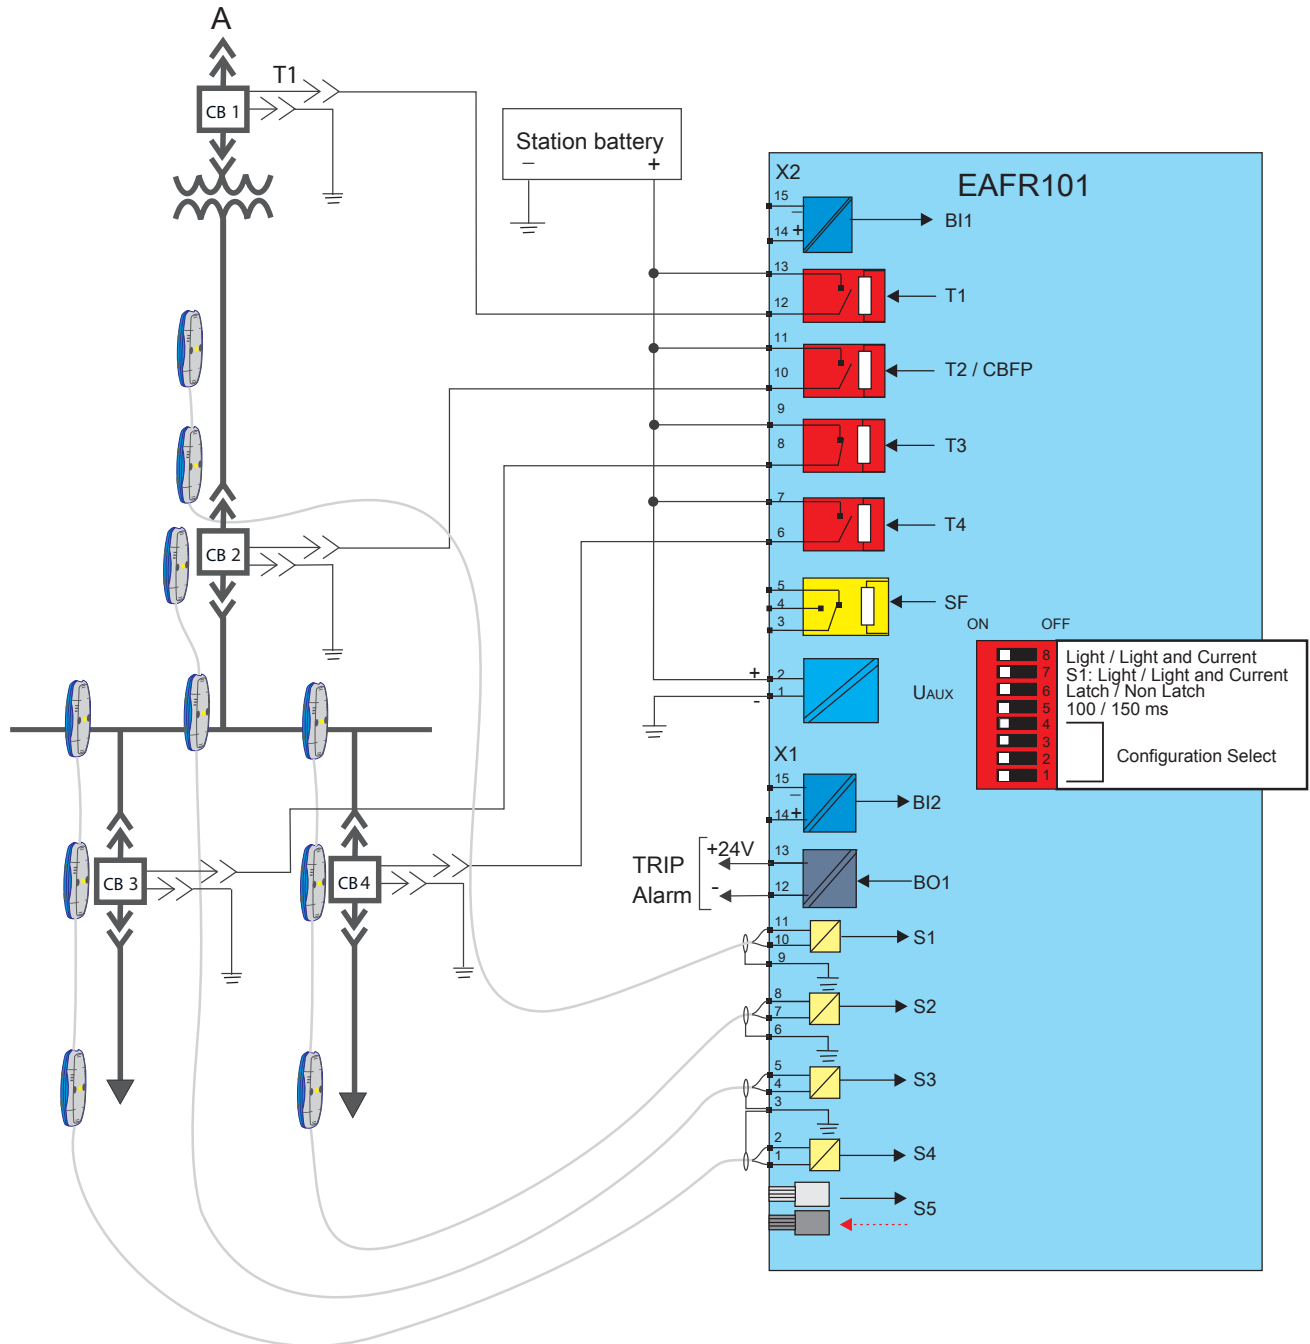 A
T1
CB 1
Station battery
− +
X2
EAFR101
15
−
BI1
+
14
13
T1
12
11
T2 / CBFP
10
9
T3
8
7
T4
6
CB 2
5
SF
4
3
ON OFF
8 Light / Light and Current
7 S1: Light / Light and Current
6 Latch / Non Latch
5 100 / 150 ms
4
3
2
1
Configuration Select
+
2
UAUX
1
-
X1
15
−
BI2
14 +
13
+24V
TRIP
Alarm
-
12
BO1
CB 3
CB 4
11
S1
10
9
8
S2
7
6
5
S3
4
3
2
S4
1
S5